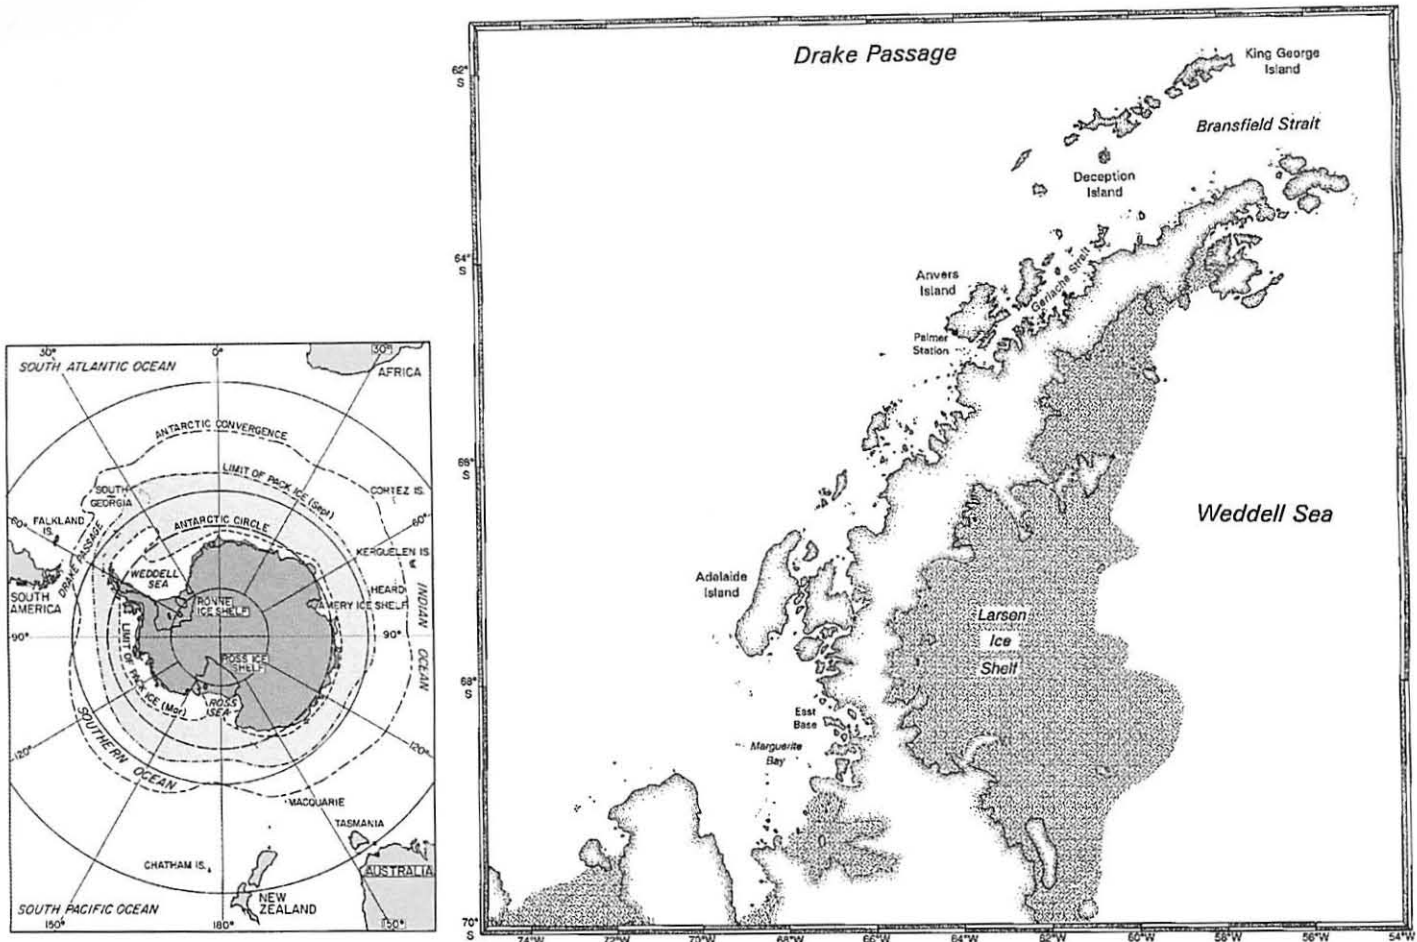 30°
0°
30°
SOUTH ATLANTIC OCEAN
AFRICA
ANTARCTIC CONVERGENCE
LIMIT OF PACK ICE (Sept)
SOUTH
GEORGIA
CORTEZ IS.
60°
FALKLAND
IS.
DRAKE PASSAGE
ANTARCTIC CIRCLE
60°
KERGUELEN IS.
WEDDELL
SEA
SOUTH
AMERICA
RONNE
ICE SHELF
HEARD
AMERY ICE SHELF
INDIAN OCEAN
90°
90°
LIMIT OF PACK ICE (Mar)
ROSS ICE
SHELF
ROSS
SEA
SOUTHERN OCEAN
120°
120°
MACQUARIE
TASMANIA
CHATHAM IS.
AUSTRALIA
NEW
ZEALAND
SOUTH PACIFIC OCEAN
150°
180°
150°
Drake Passage
62°
S
King George
Island
Bransfield Strait
Deception
Island
64°
S
Anvers
Island
Gerlache Strait
Palmer
Station
66°
S
Weddell Sea
Adelaide
Island
Larsen
Ice
Shelf
68°
S
East
Base
Marguerite
Bay
70°
S
74°W
72°W
70°W
68°W
66°W
64°W
62°W
60°W
58°W
56°W
54°W